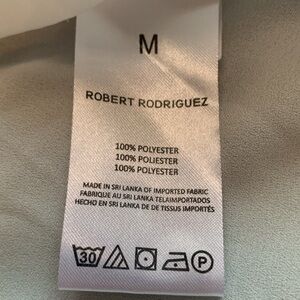 M
ROBERT RODRIGUEZ
100% POLYESTER
100% POLIESTER
100% POLYESTER
MADE IN SRI LANKA OF IMPORTED FABRIC
FABRIQUE AU SRI LANKA TELAIMPORTADOS
HECHO EN SRI LANKA DE DE TISSUS IMPORTÉS
30 P